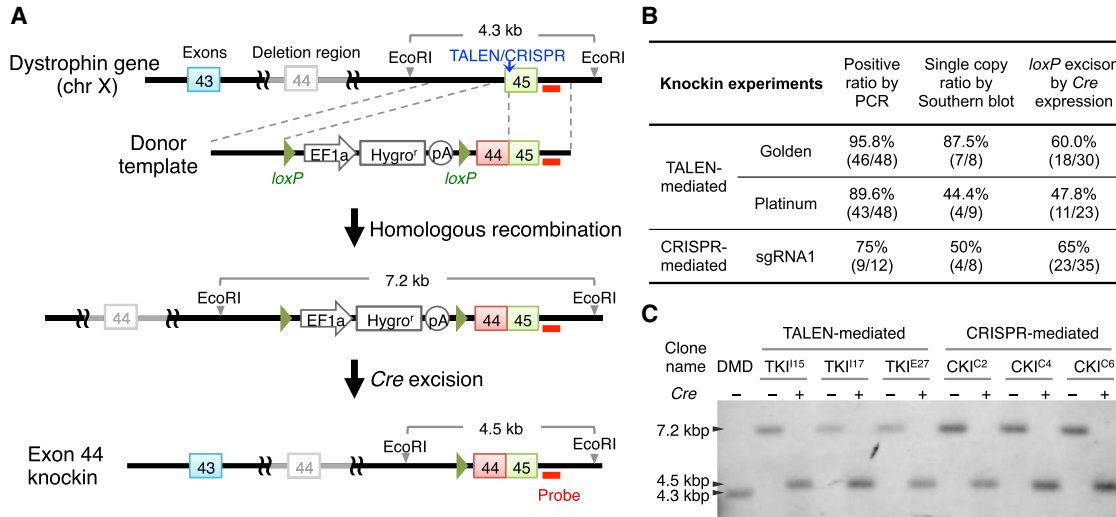 A
4.3 kb
Exons
Deletion region
EcoRI
TALEN/CRISPR
EcoRI
Dystrophin gene
(chr X)
43
44
45
Donor
template
EF1a
Hygroʳ
pA
44
45
loxP
loxP
Homologous recombination
7.2 kb
EcoRI
EcoRI
44
EF1a
Hygroʳ
pA
44
45
Cre excision
4.5 kb
EcoRI
EcoRI
Exon 44
knockin
43
44
44
45
Probe
B
Knockin experiments
Positive
ratio by
PCR
Single copy
ratio by
Southern blot
loxP excison
by Cre
expression
TALEN-
mediated
Golden
95.8%
(46/48)
87.5%
(7/8)
60.0%
(18/30)
Platinum
89.6%
(43/48)
44.4%
(4/9)
47.8%
(11/23)
CRISPR-
mediated
sgRNA1
75%
(9/12)
50%
(4/8)
65%
(23/35)
C
TALEN-mediated
CRISPR-mediated
Clone
name
DMD
TKIᴵ¹⁵
TKIᴵ¹⁷
TKIᴱ²⁷
CKIᶜ²
CKIᶜ⁴
CKIᶜ⁶
Cre
– – + – + – + – + – + – +
7.2 kbp
4.5 kbp
4.3 kbp